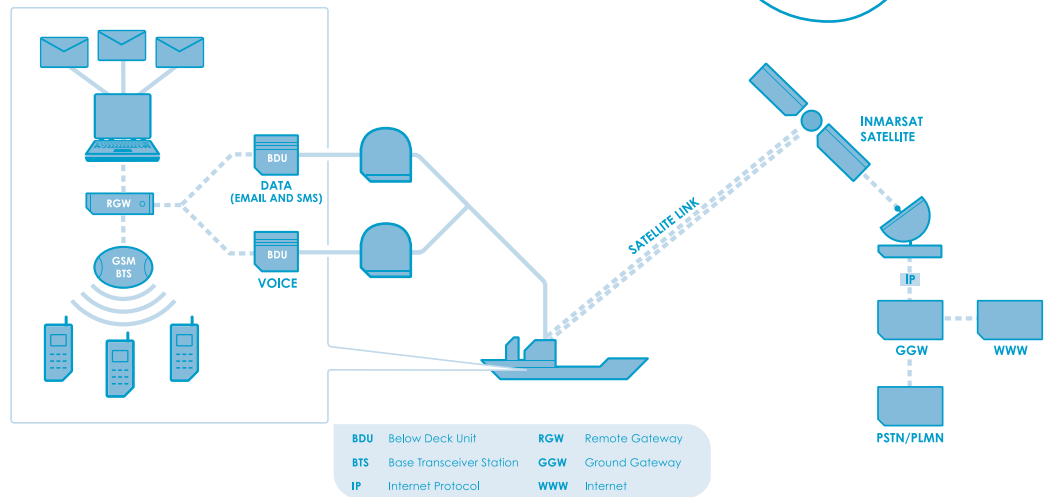 BDU
DATA
(EMAIL AND SMS)
RGW
GSM
BTS
BDU
VOICE
SATELLITE LINK
INMARSAT
SATELLITE
IP
GGW
WWW
PSTN/PLMN
BDU Below Deck Unit RGW Remote Gateway
BTS Base Transceiver Station GGW Ground Gateway
IP Internet Protocol WWW Internet